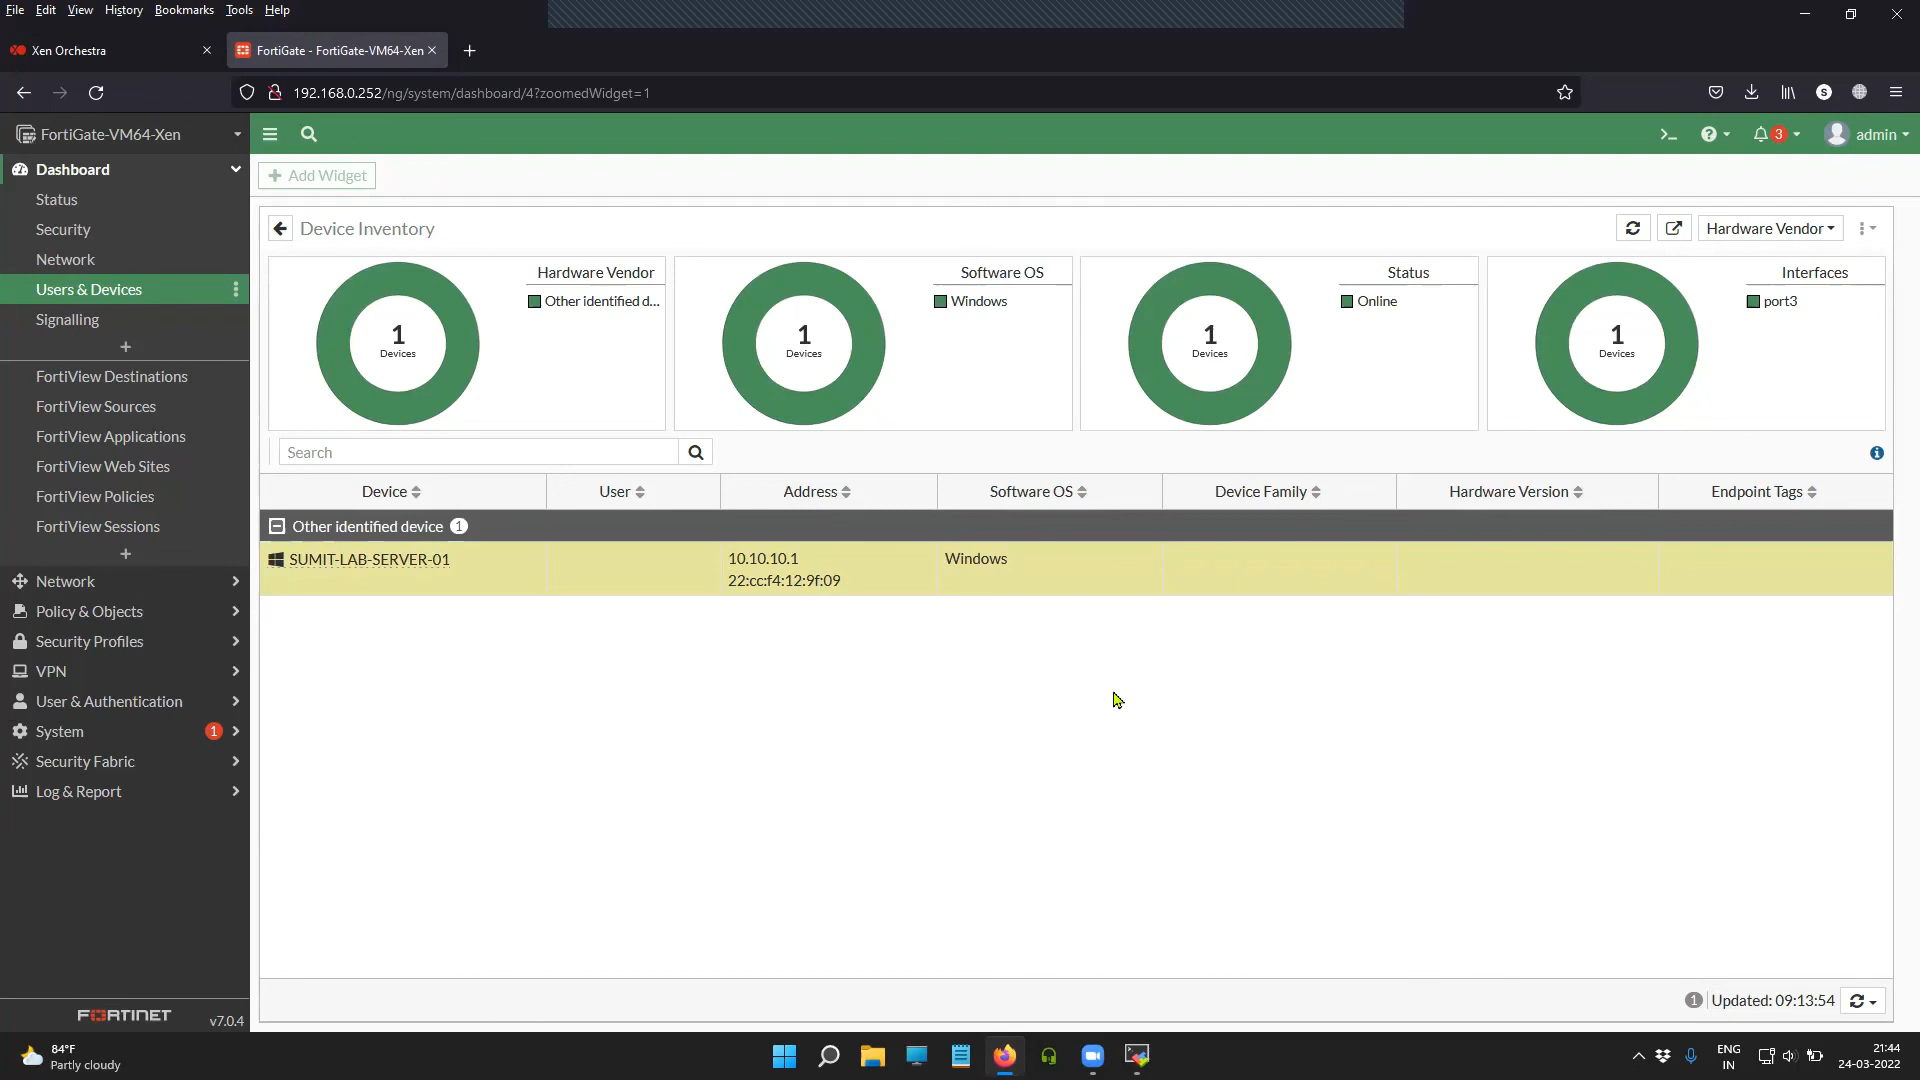 File Edit View History Bookmarks Tools Help
Xen Orchestra
FortiGate - FortiGate-VM64-Xen
192.168.0.252/ng/system/dashboard/4?zoomedWidget=1
S
FortiGate-VM64-Xen
3
admin
Dashboard
Status
Security
Network
Users & Devices
Signalling
FortiView Destinations
FortiView Sources
FortiView Applications
FortiView Web Sites
FortiView Policies
FortiView Sessions
Network
Policy & Objects
Security Profiles
VPN
User & Authentication
System 1
Security Fabric
Log & Report
FORTINET
v7.0.4
Add Widget
Device Inventory
Hardware Vendor
1
Devices
Hardware Vendor
Other identified d...
1
Devices
Software OS
Windows
1
Devices
Status
Online
1
Devices
Interfaces
port3
Search
Device User Address Software OS Device Family Hardware Version Endpoint Tags
Other identified device 1
SUMIT-LAB-SERVER-01 10.10.10.1 Windows
22:cc:f4:12:9f:09
1 Updated: 09:13:54
84°F
Partly cloudy
ENG
IN
21:44
24-03-2022